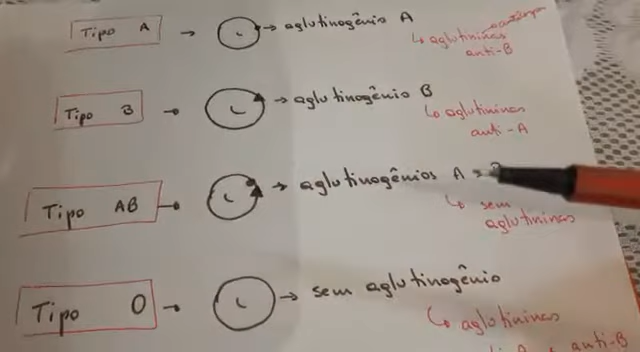 Tipo A → aglutinogênio A
↳ aglutininas
anti-B
Tipo B → aglutinogênio B
↳ aglutininas
anti-A
Tipo AB → aglutinogênios A
↳ sem
aglutininas
Tipo O → sem aglutinogênio
↳ aglutininas
anti-B